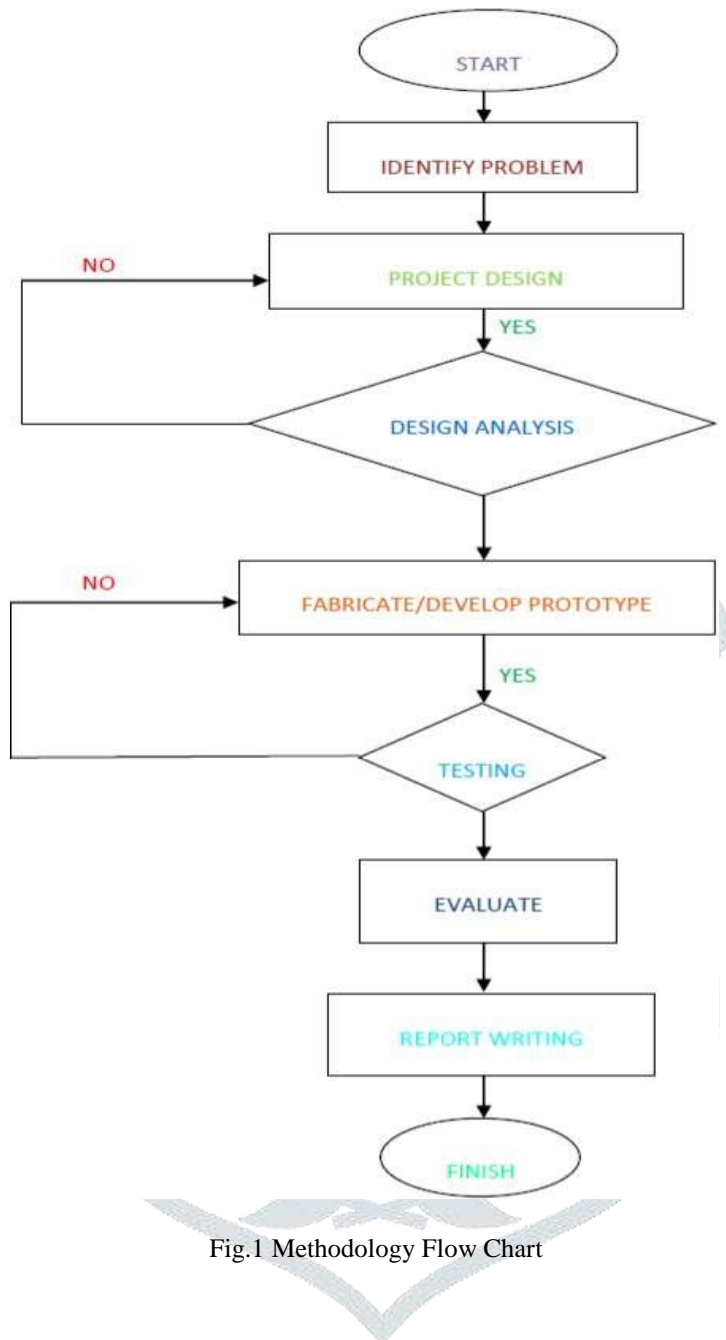 START
IDENTIFY PROBLEM
NO
PROJECT DESIGN
YES
DESIGN ANALYSIS
NO
FABRICATE/DEVELOP PROTOTYPE
YES
TESTING
EVALUATE
REPORT WRITING
FINISH
Fig.1 Methodology Flow Chart